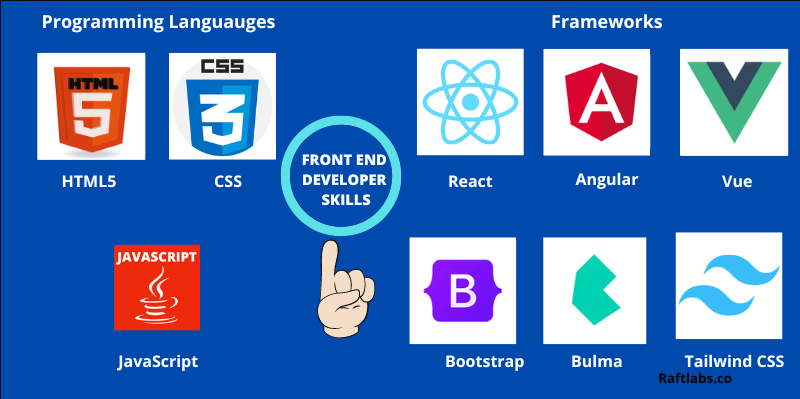 Programming Languauges
Frameworks
HTML
5
CSS
3
A
HTML5
CSS
FRONT END
DEVELOPER
SKILLS
React
Angular
Vue
JAVASCRIPT
B
JavaScript
Bootstrap
Bulma
Tailwind CSS
Raftlabs.co